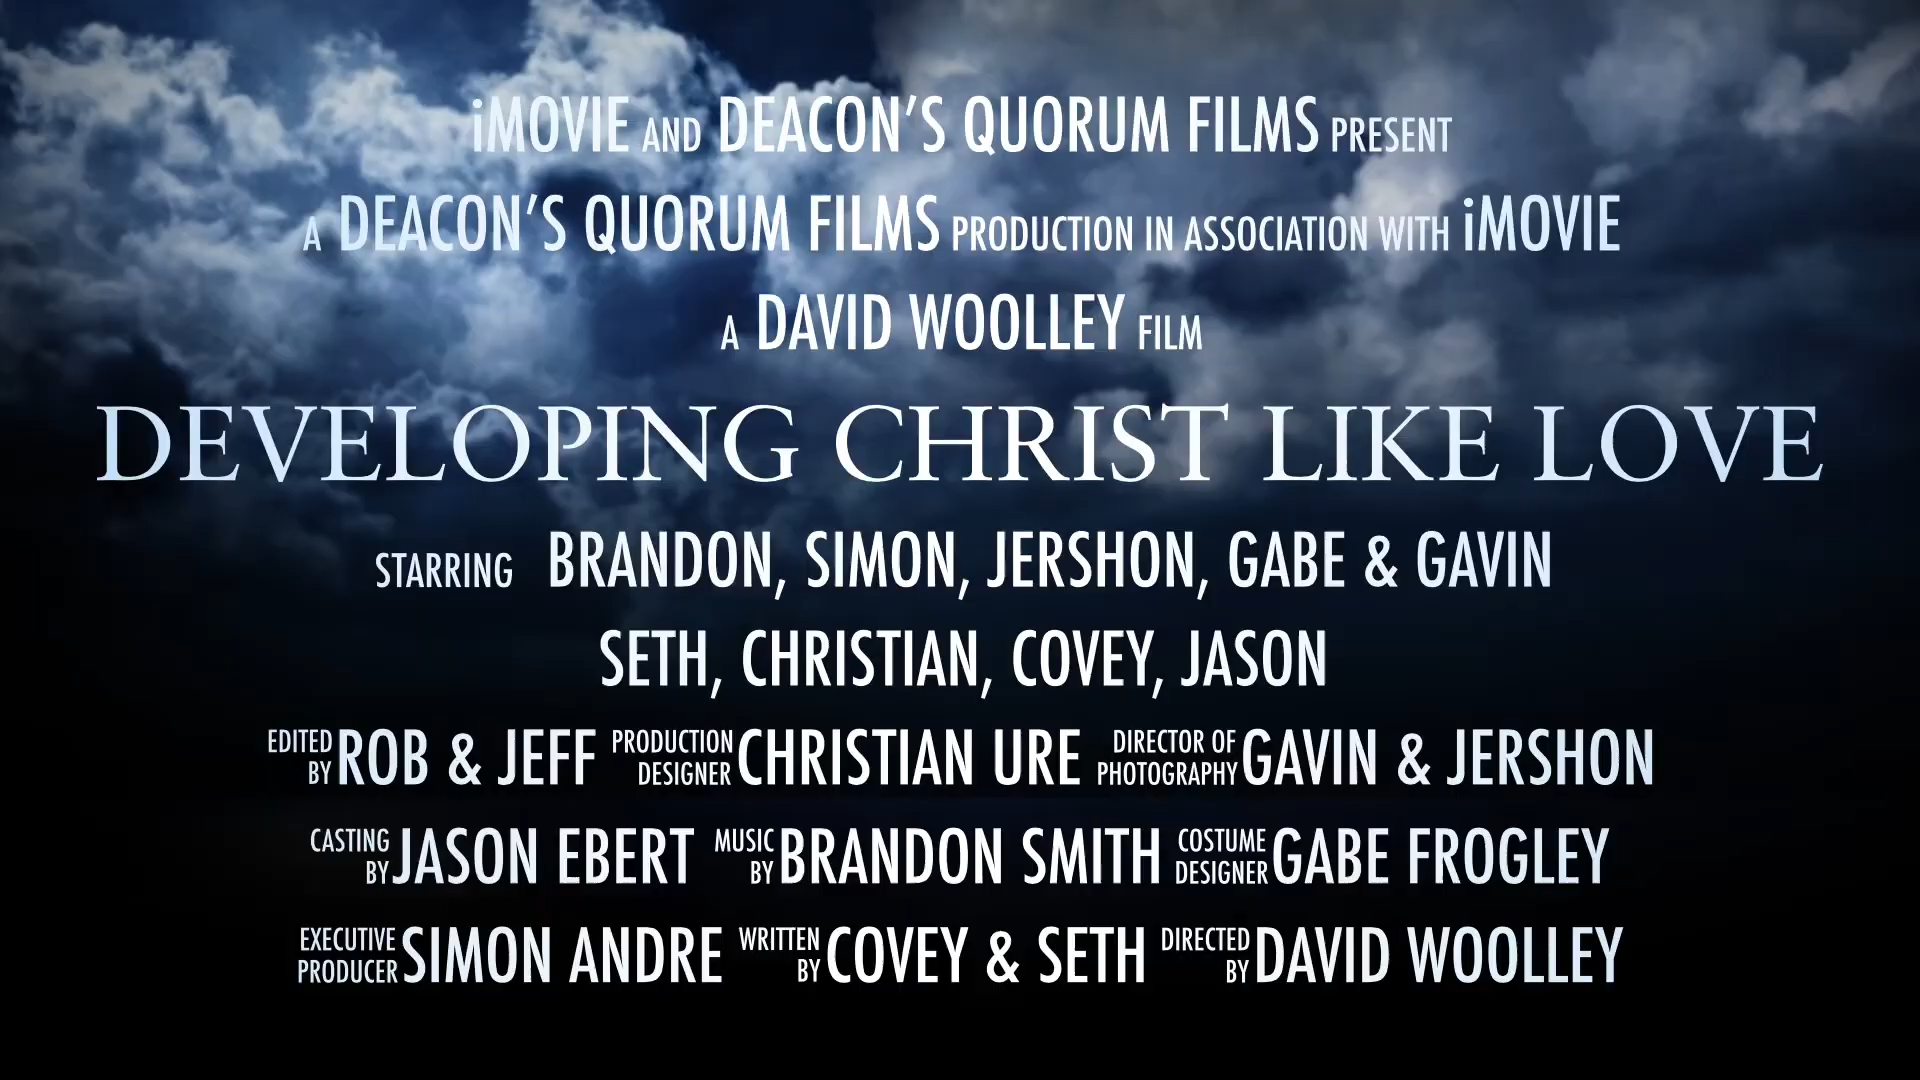 iMOVIE AND DEACON'S QUORUM FILMS PRESENT
A DEACON'S QUORUM FILMS PRODUCTION IN ASSOCIATION WITH iMOVIE
A DAVID WOOLLEY FILM
DEVELOPING CHRIST LIKE LOVE
STARRING BRANDON, SIMON, JERSHON, GABE & GAVIN
SETH, CHRISTIAN, COVEY, JASON
EDITED BY ROB & JEFF PRODUCTION DESIGNER CHRISTIAN URE DIRECTOR OF PHOTOGRAPHY GAVIN & JERSHON
CASTING BY JASON EBERT MUSIC BY BRANDON SMITH COSTUME DESIGNER GABE FROGLEY
EXECUTIVE PRODUCER SIMON ANDRE WRITTEN BY COVEY & SETH DIRECTED BY DAVID WOOLLEY